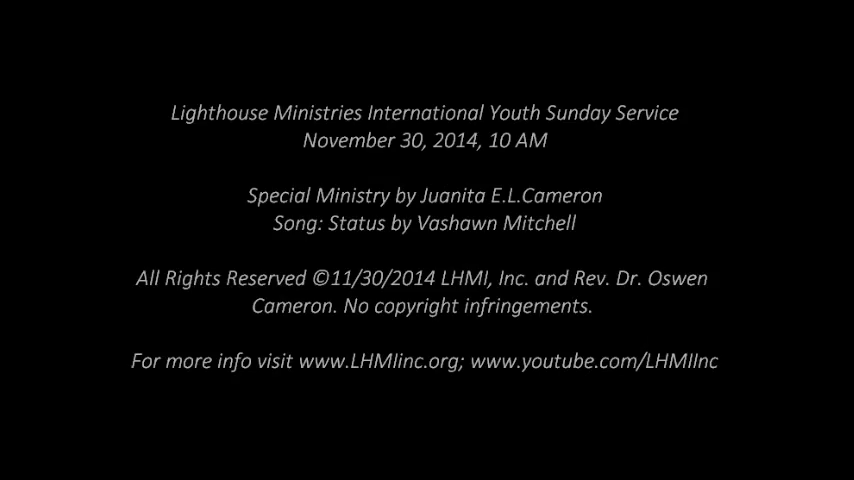 Lighthouse Ministries International Youth Sunday Service
November 30, 2014, 10 AM
Special Ministry by Juanita E.L.Cameron
Song: Status by Vashawn Mitchell
All Rights Reserved ©11/30/2014 LHMI, Inc. and Rev. Dr. Oswen
Cameron. No copyright infringements.
For more info visit www.LHMIinc.org; www.youtube.com/LHMIInc